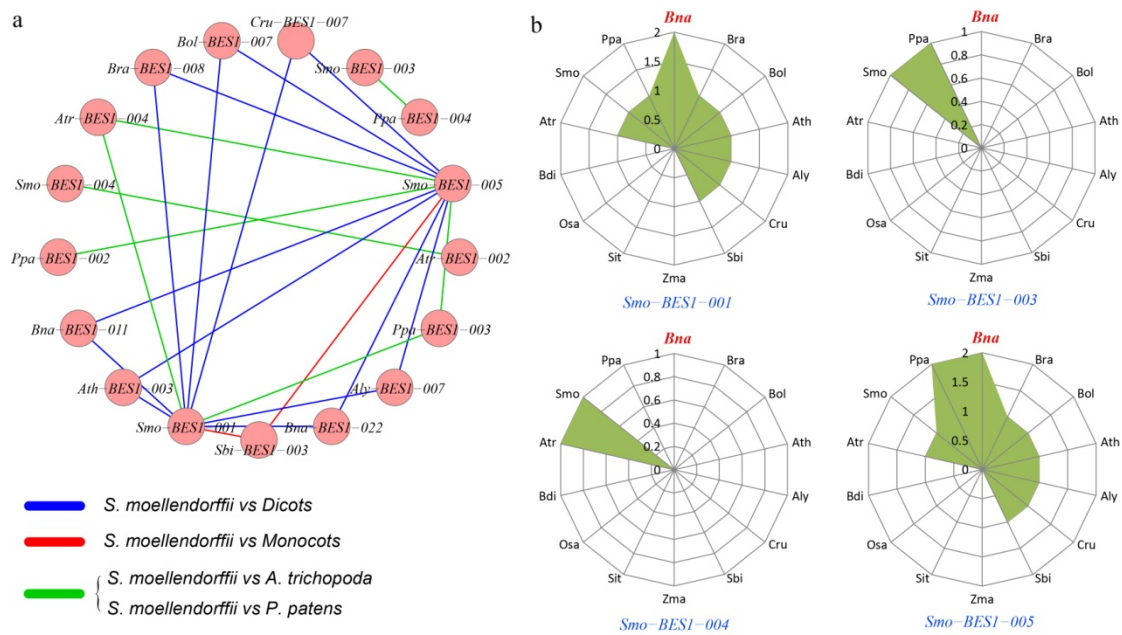 a
Cru-BES1-007
Bol-BES1-007
Smo-BES1-003
Bra-BES1-008
Ppa-BES1-004
Atr-BES1-004
Smo-BES1-005
Smo-BES1-004
Atr-BES1-002
Ppa-BES1-002
Ppa-BES1-003
Bna-BES1-011
Ath-BES1-003
Aly-BES1-007
Smo-BES1-001
Bna-BES1-022
Sbi-BES1-003
S. moellendorffii vs Dicots
S. moellendorffii vs Monocots
S. moellendorffii vs A. trichopoda
S. moellendorffii vs P. patens
b
Bna
Bra
Bol
Ath
Aly
Cru
Sbi
Zma
Sit
Osa
Bdi
Atr
Smo
Ppa
2
1.5
1
0.5
0
Smo-BES1-001
Bna
Bra
Bol
Ath
Aly
Cru
Sbi
Zma
Sit
Osa
Bdi
Atr
Smo
Ppa
1
0.8
0.6
0.4
0.2
0
Smo-BES1-003
Bna
Bra
Bol
Ath
Aly
Cru
Sbi
Zma
Sit
Osa
Bdi
Atr
Smo
Ppa
1
0.8
0.6
0.4
0.2
0
Smo-BES1-004
Bna
Bra
Bol
Ath
Aly
Cru
Sbi
Zma
Sit
Osa
Bdi
Atr
Smo
Ppa
2
1.5
1
0.5
0
Smo-BES1-005